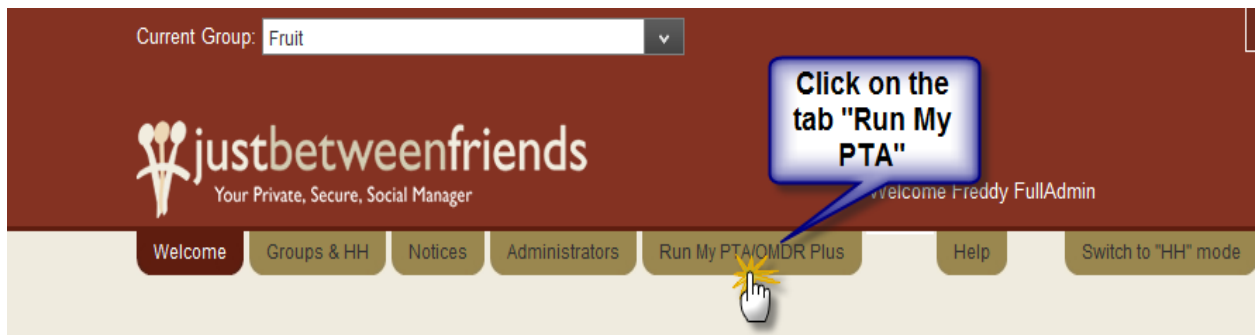 Current Group: Fruit
Click on the
tab "Run My
PTA"
justbetweenfriends
Your Private, Secure, Social Manager
Welcome Freddy FullAdmin
Welcome Groups & HH Notices Administrators Run My PTA/OMDR Plus Help Switch to "HH" mode